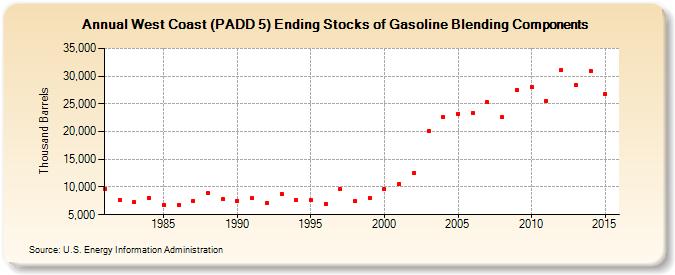 Annual West Coast (PADD 5) Ending Stocks of Gasoline Blending Components
Thousand Barrels
35,000
30,000
25,000
20,000
15,000
10,000
5,000
1985 1990 1995 2000 2005 2010 2015
Source: U.S. Energy Information Administration